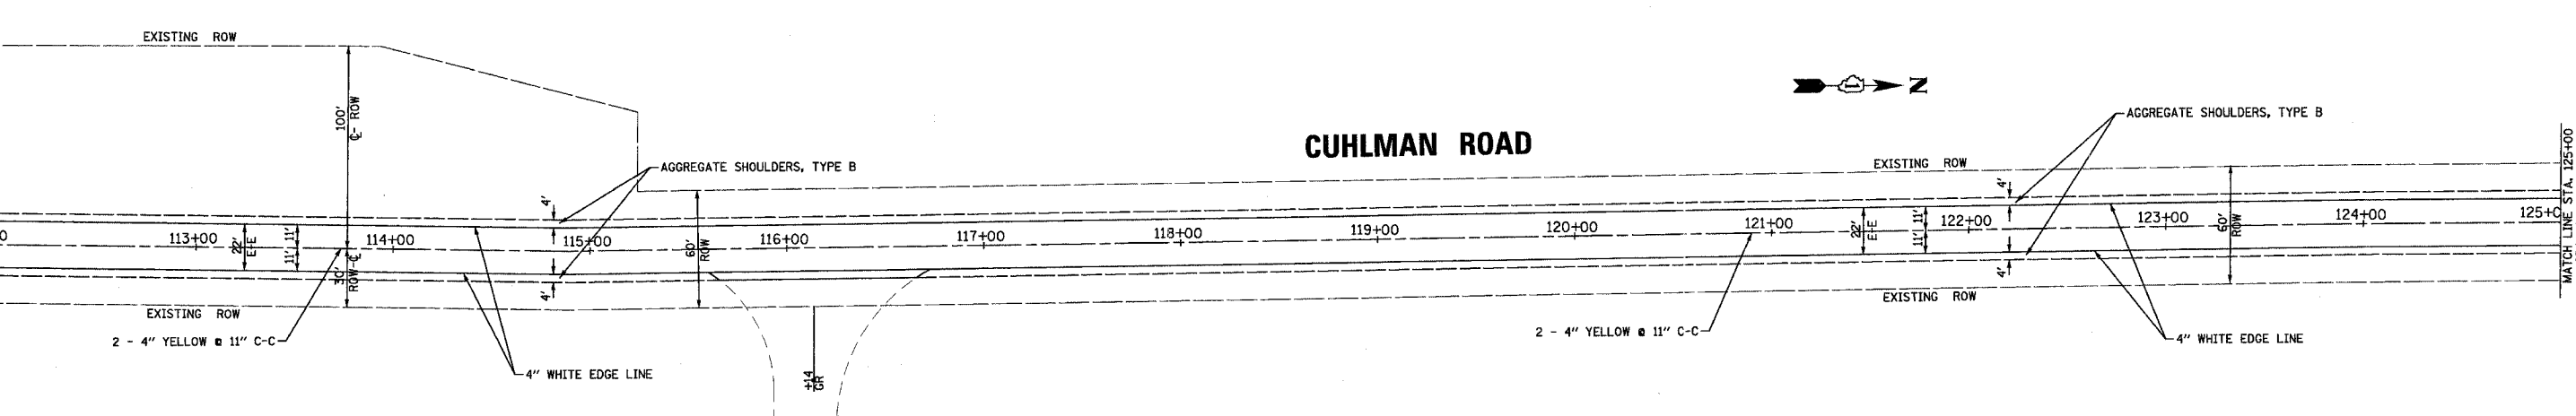 EXISTING ROW
100'
℄- ROW
CUHLMAN ROAD
N
AGGREGATE SHOULDERS, TYPE B
AGGREGATE SHOULDERS, TYPE B
EXISTING ROW
MATCH LINE STA. 125+00
4'
4'
0
113+00
114+00
115+00
116+00
117+00
118+00
119+00
120+00
121+00
122+00
123+00
124+00
22'
E-E
11'
11'
30'
ROW-℄
60'
ROW
22'
E-E
11'
11'
60'
ROW
4'
4'
EXISTING ROW
EXISTING ROW
2 - 4" YELLOW @ 11" C-C
2 - 4" YELLOW @ 11" C-C
4" WHITE EDGE LINE
4" WHITE EDGE LINE
+14
GR